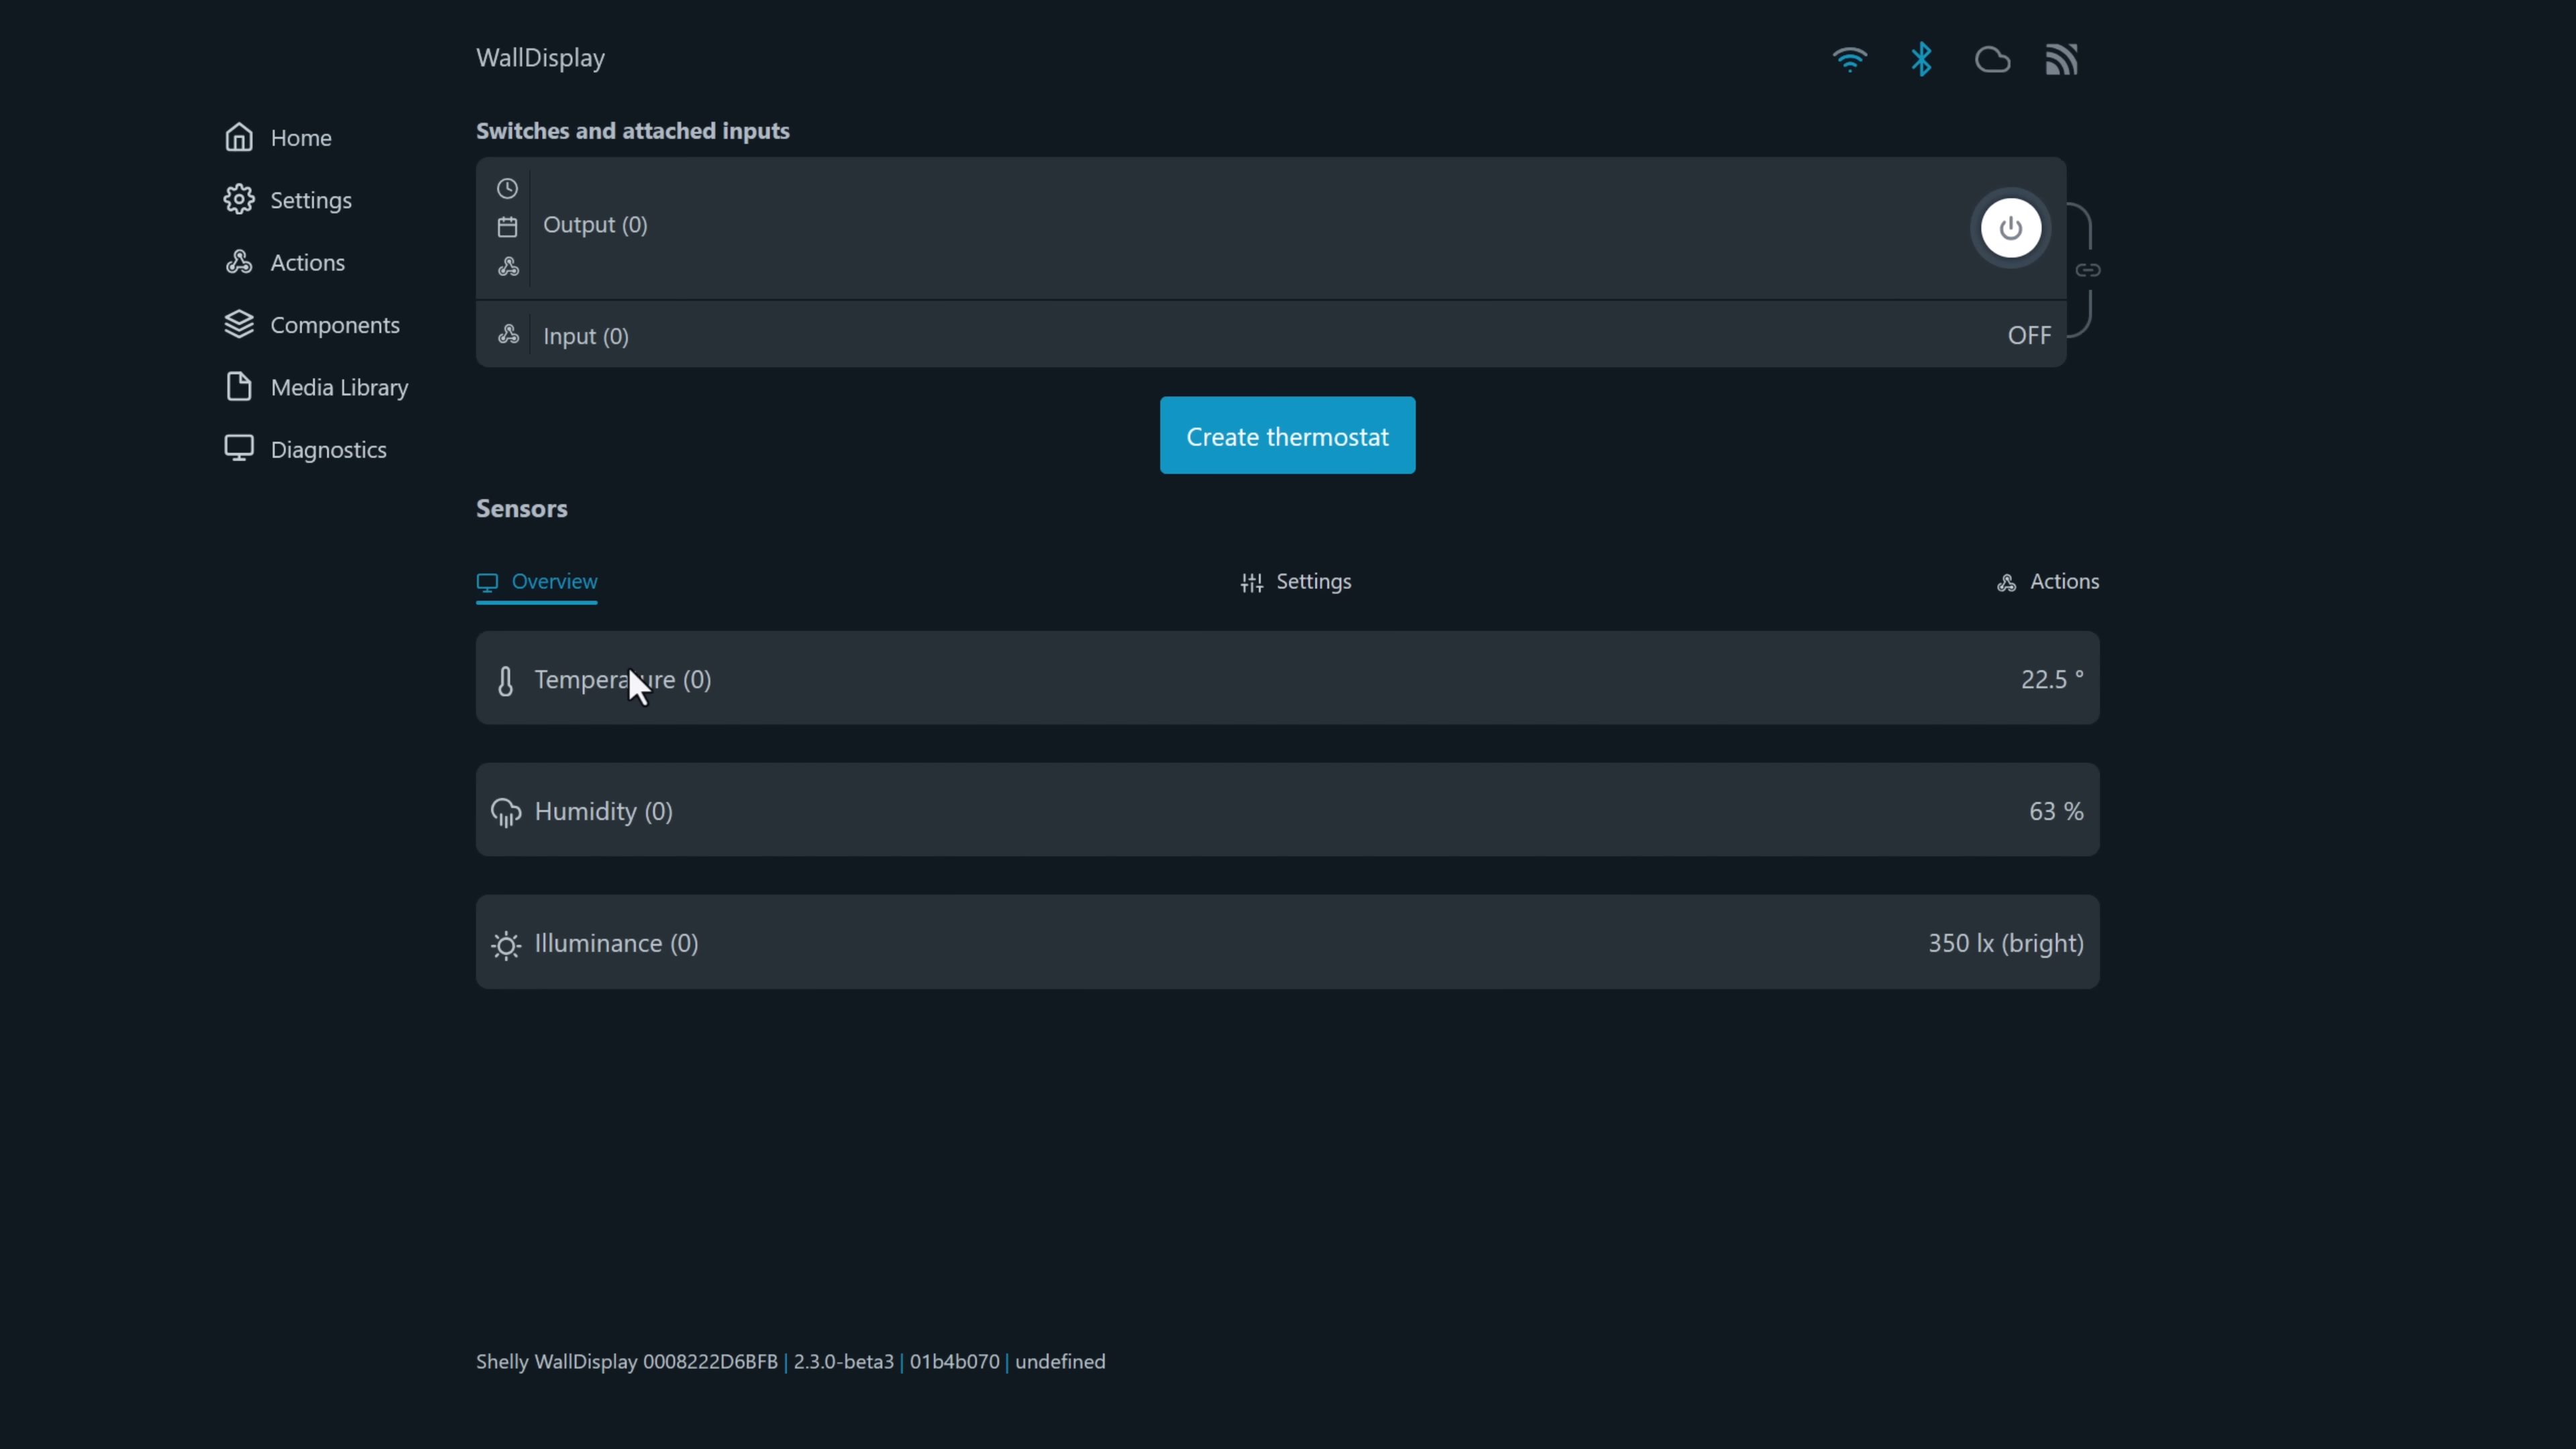 WallDisplay
Home
Settings
Actions
Components
Media Library
Diagnostics
Switches and attached inputs
Output (0)
Input (0)
OFF
Create thermostat
Sensors
Overview
Settings
Actions
Temperature (0)
22.5 °
Humidity (0)
63 %
Illuminance (0)
350 lx (bright)
Shelly WallDisplay 0008222D6BFB | 2.3.0-beta3 | 01b4b070 | undefined